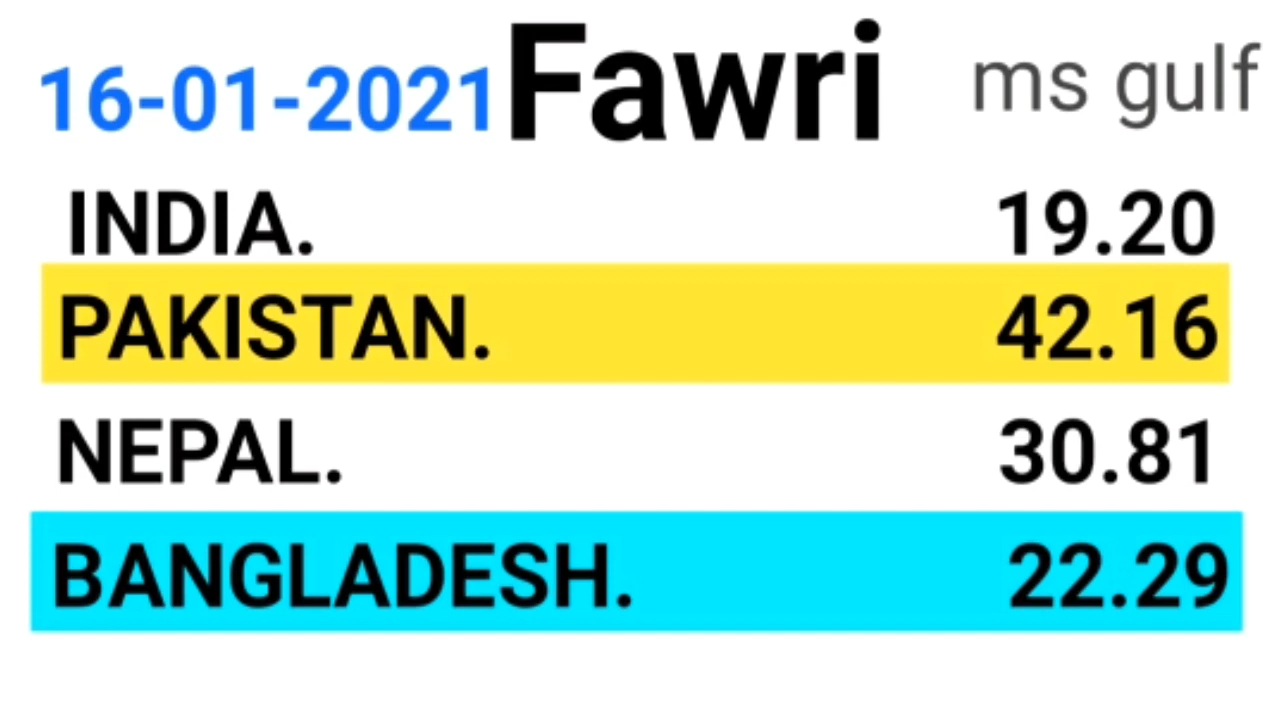 16-01-2021 Fawri ms gulf
INDIA. 19.20
PAKISTAN. 42.16
NEPAL. 30.81
BANGLADESH. 22.29